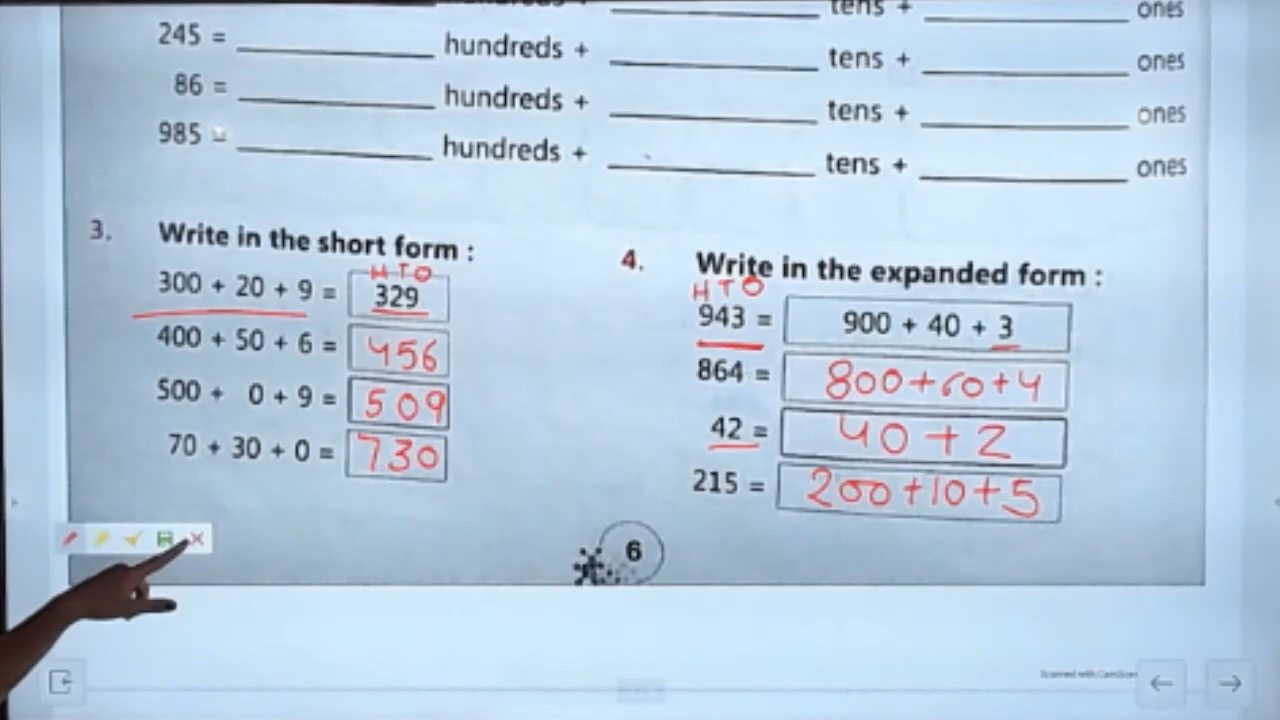 tens + ones
245 = hundreds + tens + ones
86 = hundreds + tens + ones
985 = hundreds + tens + ones
3. Write in the short form :
H T O
300 + 20 + 9 = 329
400 + 50 + 6 = 456
500 + 0 + 9 = 509
70 + 30 + 0 = 730
4. Write in the expanded form :
H T O
943 = 900 + 40 + 3
864 = 800+60+4
42 = 40+2
215 = 200+10+5
6
Scanned with CamScan